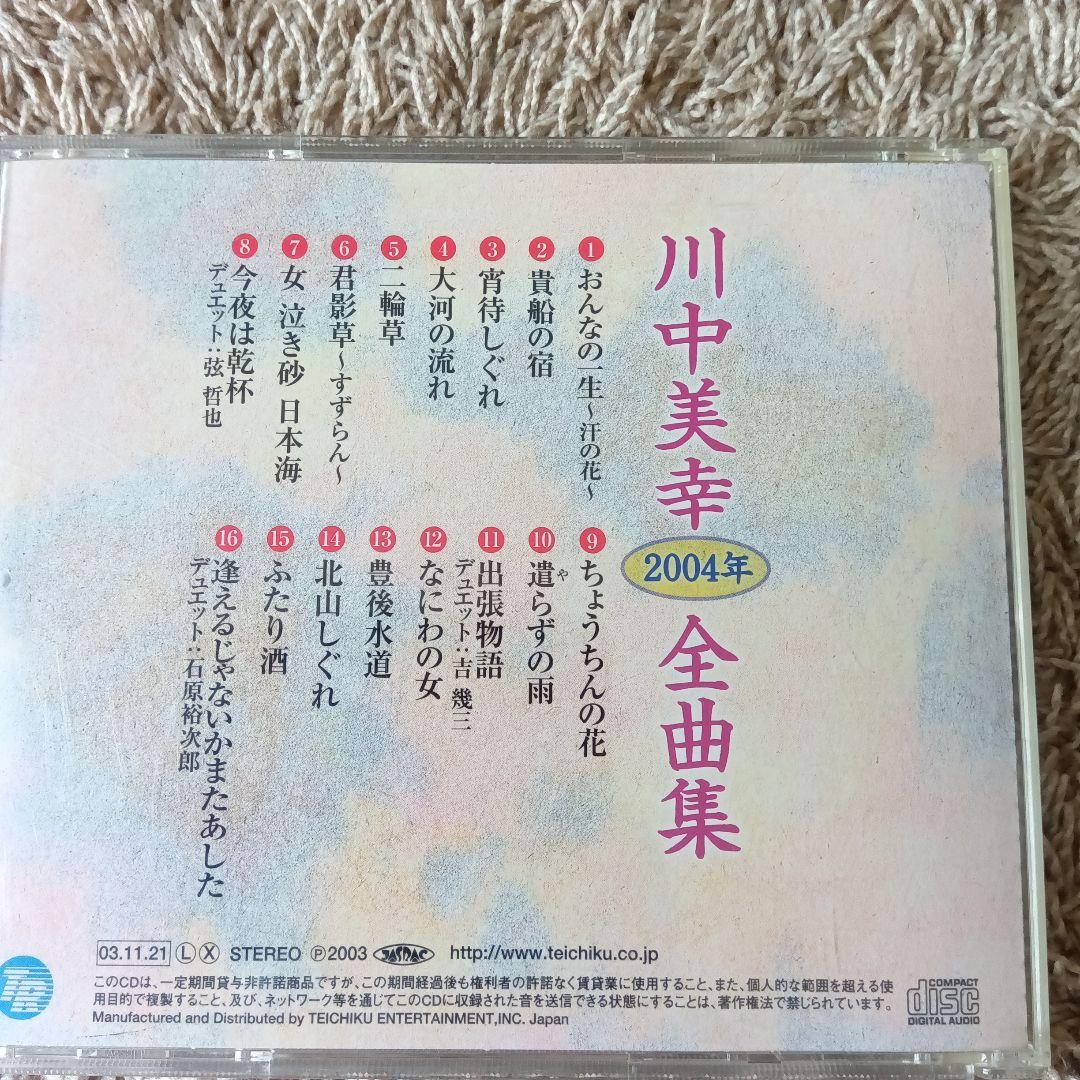 川中美幸 2004年 全曲集
1 おんなの一生～汗の花～
2 貴船の宿
3 宵待しぐれ
4 大河の流れ
5 二輪草
6 君影草～すずらん～
7 女 泣き砂 日本海
8 今夜は乾杯
デュエット:弦 哲也
9 ちょうちんの花
10 遣らずの雨
や
11 出張物語
デュエット:吉 幾三
12 なにわの女
13 豊後水道
14 北山しぐれ
15 ふたり酒
16 逢えるじゃないかまたあした
デュエット:石原裕次郎
03.11.21 L X STEREO ℗2003 JASRAC http://www.teichiku.co.jp
このCDは、一定期間貸与非許諾商品ですが、この期間経過後も権利者の許諾なく賃貸業に使用すること、また、個人的な範囲を超える使
用目的で複製すること、及び、ネットワーク等を通じてこのCDに収録された音を送信できる状態にすることは、著作権法で禁じられています。
Manufactured and Distributed by TEICHIKU ENTERTAINMENT,INC. Japan
COMPACT
disc
DIGITAL AUDIO